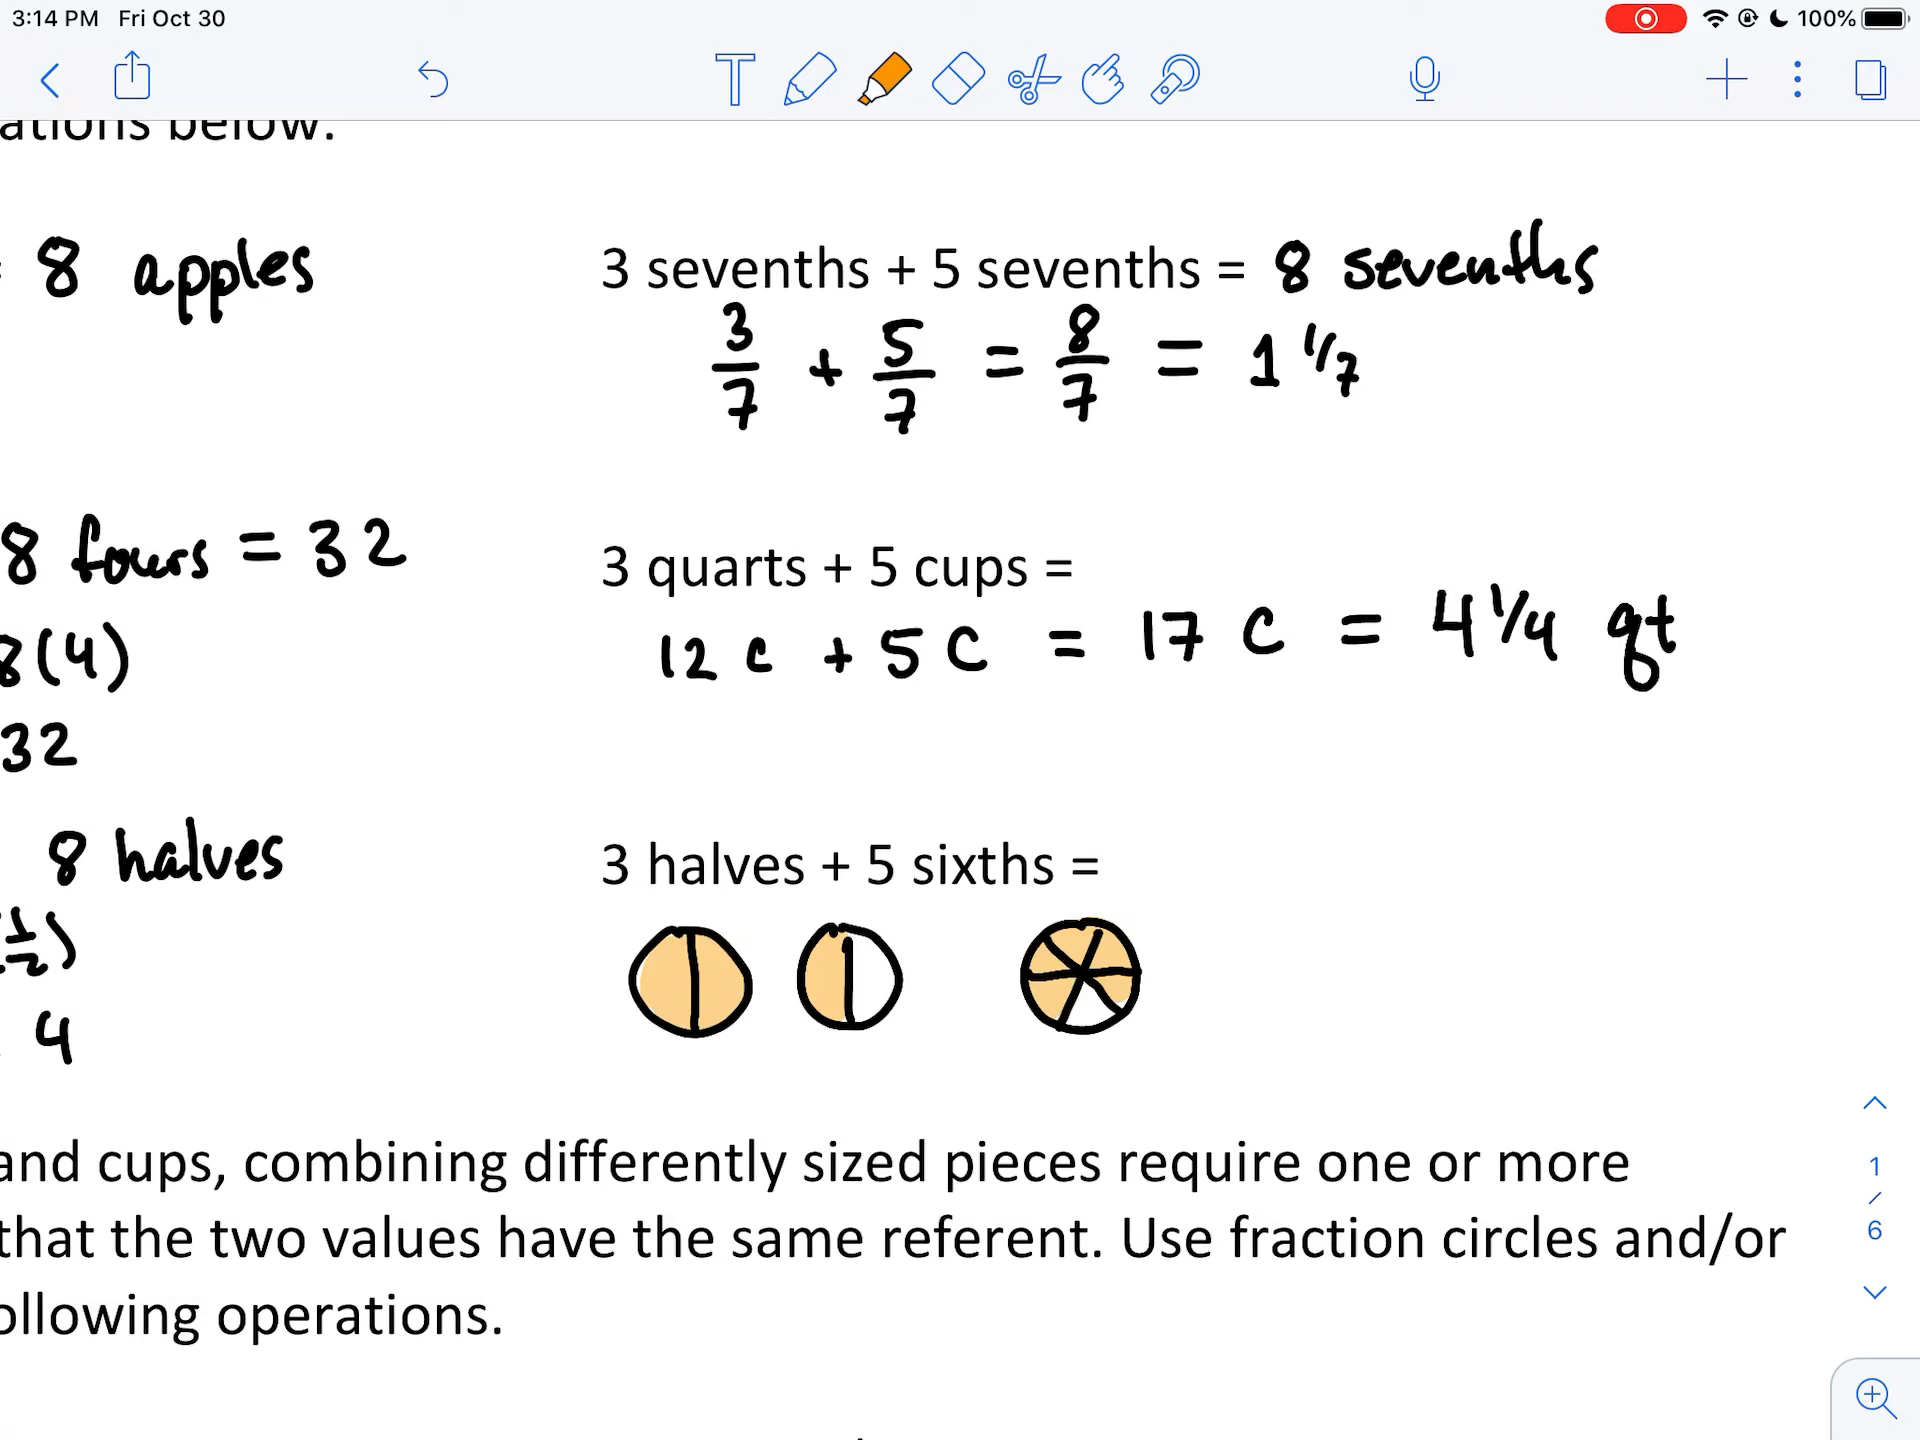 3:14 PM Fri Oct 30 100%
ations below.
= 8 apples
3 sevenths + 5 sevenths = 8 sevenths
3/7 + 5/7 = 8/7 = 1 1/7
8 fours = 32
3 quarts + 5 cups =
8(4)
12 c + 5 C = 17 C = 4 1/4 qt
32
8 halves
3 halves + 5 sixths =
1/2)
4
and cups, combining differently sized pieces require one or more
that the two values have the same referent. Use fraction circles and/or
ollowing operations.
1
/
6